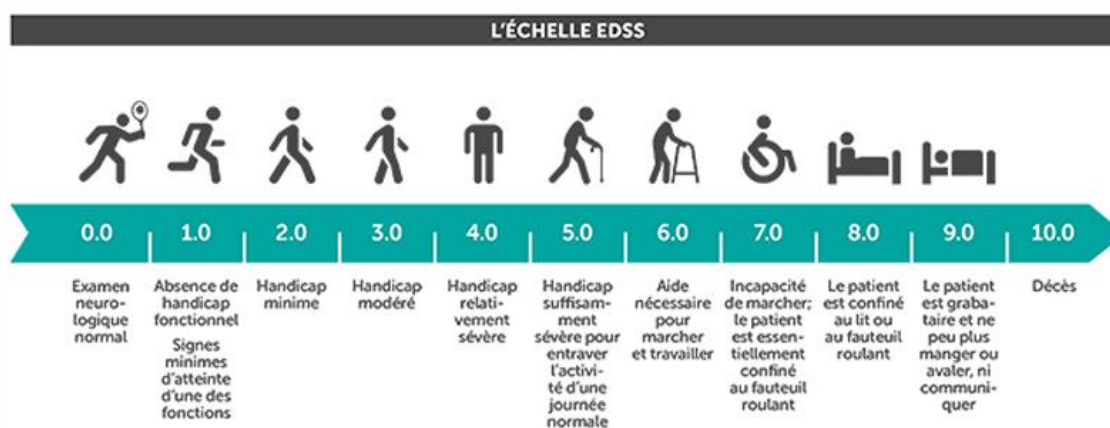 L'ÉCHELLE EDSS
0.0
1.0
2.0
3.0
4.0
5.0
6.0
7.0
8.0
9.0
10.0
Examen
neuro-
logique
normal
Absence de
handicap
fonctionnel
Signes
minimes
d'atteinte
d'une des
fonctions
Handicap
minime
Handicap
modéré
Handicap
relati-
vement
sévère
Handicap
suffisam-
ment
sévère pour
entraver
l'activi-
té d'une
journée
normale
Aide
nécessaire
pour
marcher
et travailler
Incapacité
de marcher;
le patient
est essen-
tiellement
confiné
au fauteuil
roulant
Le patient
est confiné
au lit ou
au fauteuil
roulant
Le patient
est graba-
taire et ne
peu plus
manger ou
avaler, ni
communi-
quer
Décès